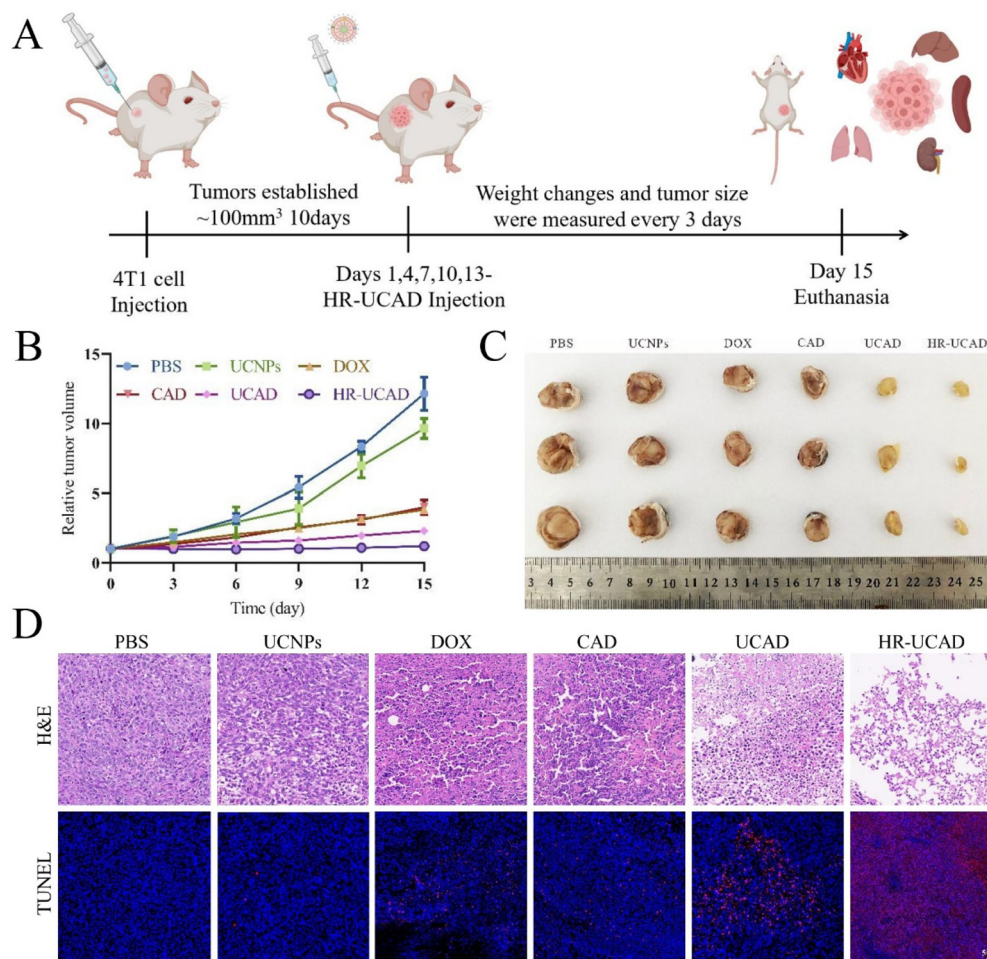 A
Tumors established
~100mm³ 10days
Weight changes and tumor size
were measured every 3 days
4T1 cell
Injection
Days 1,4,7,10,13-
HR-UCAD Injection
Day 15
Euthanasia
B
PBS UCNPs DOX
CAD UCAD HR-UCAD
Relative tumor volume
15
10
5
0
0 3 6 9 12 15
Time (day)
C
PBS UCNPs DOX CAD UCAD HR-UCAD
3 4 5 6 7 8 9 10 11 12 13 14 15 16 17 18 19 20 21 22 23 24 25
D
PBS UCNPs DOX CAD UCAD HR-UCAD
H&E
TUNEL